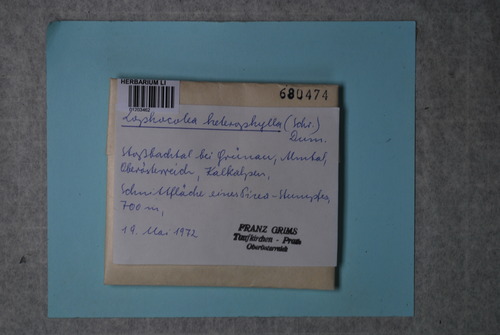 HERBARIUM LI
680474
Lophocolea heterophylla (Schr.)
Dum.
bei Grünau, Almtal,
Oberösterreich, Kalkalpen,
Schnittfläche eines Picea-Stumpfes,
700 m,
19. Mai 1972
FRANZ GRIMS
Taufkirchen - Pram
Oberösterreich